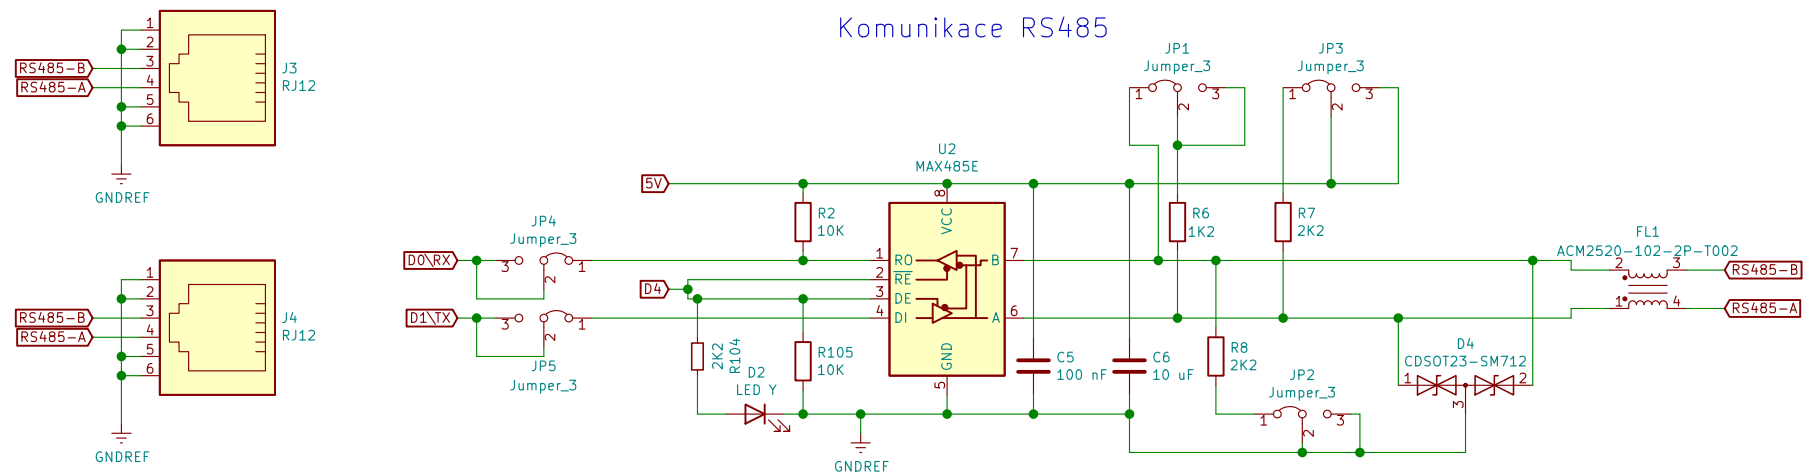 Komunikace RS485
1
2
3
4
5
6
RS485-B
RS485-A
J3
RJ12
GNDREF
1
2
3
4
5
6
RS485-B
RS485-A
J4
RJ12
GNDREF
JP1
Jumper_3
1
2
3
JP3
Jumper_3
1
2
3
5V
U2
MAX485E
8
VCC
R2
10K
R6
1K2
R7
2K2
JP4
Jumper_3
D0\RX
3
2
1
D1\TX
3
2
1
JP5
Jumper_3
D4
1
RO
2
RE
3
DE
4
DI
B
7
A
6
GND
5
2K2
R104
R105
10K
D2
LED Y
GNDREF
C5
100 nF
C6
10 uF
R8
2K2
JP2
Jumper_3
1
2
3
D4
CDSOT23-SM712
1
2
3
FL1
ACM2520-102-2P-T002
2
3
1
4
RS485-B
RS485-A